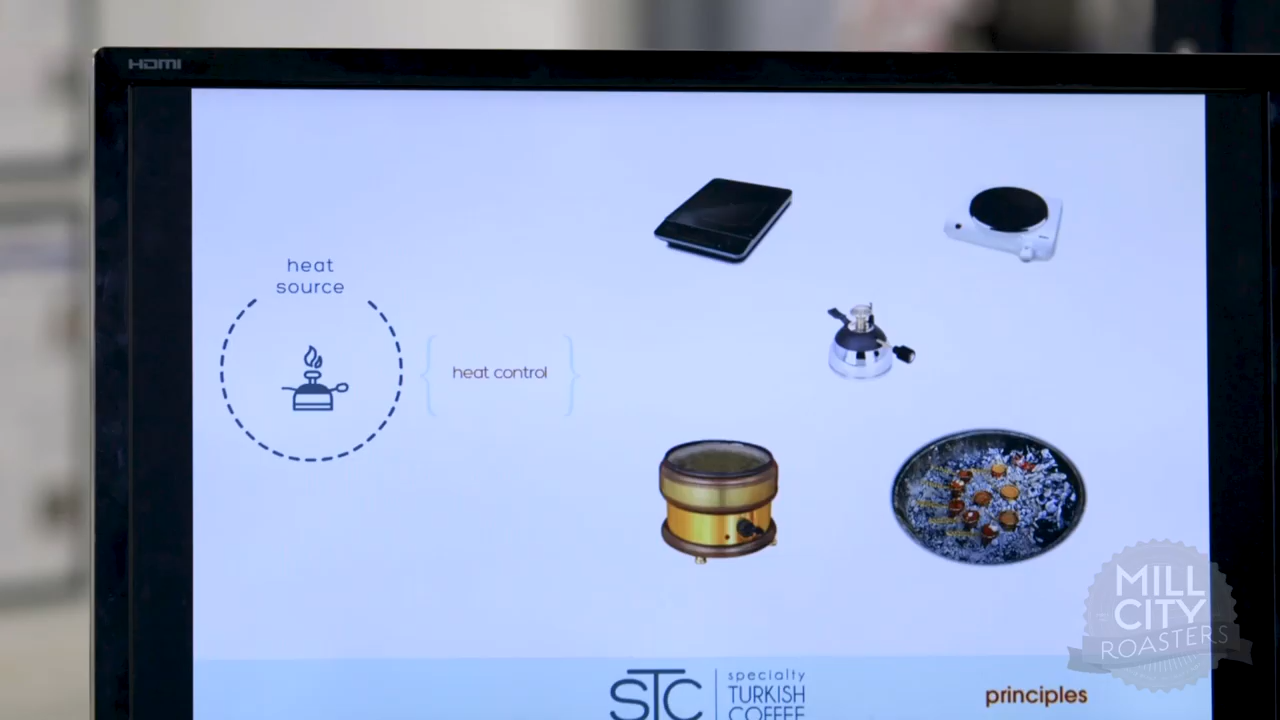 HDMI
heat
source
heat control
STC
specialty
TURKISH
COFFEE
principles
MILL
CITY
ROASTERS